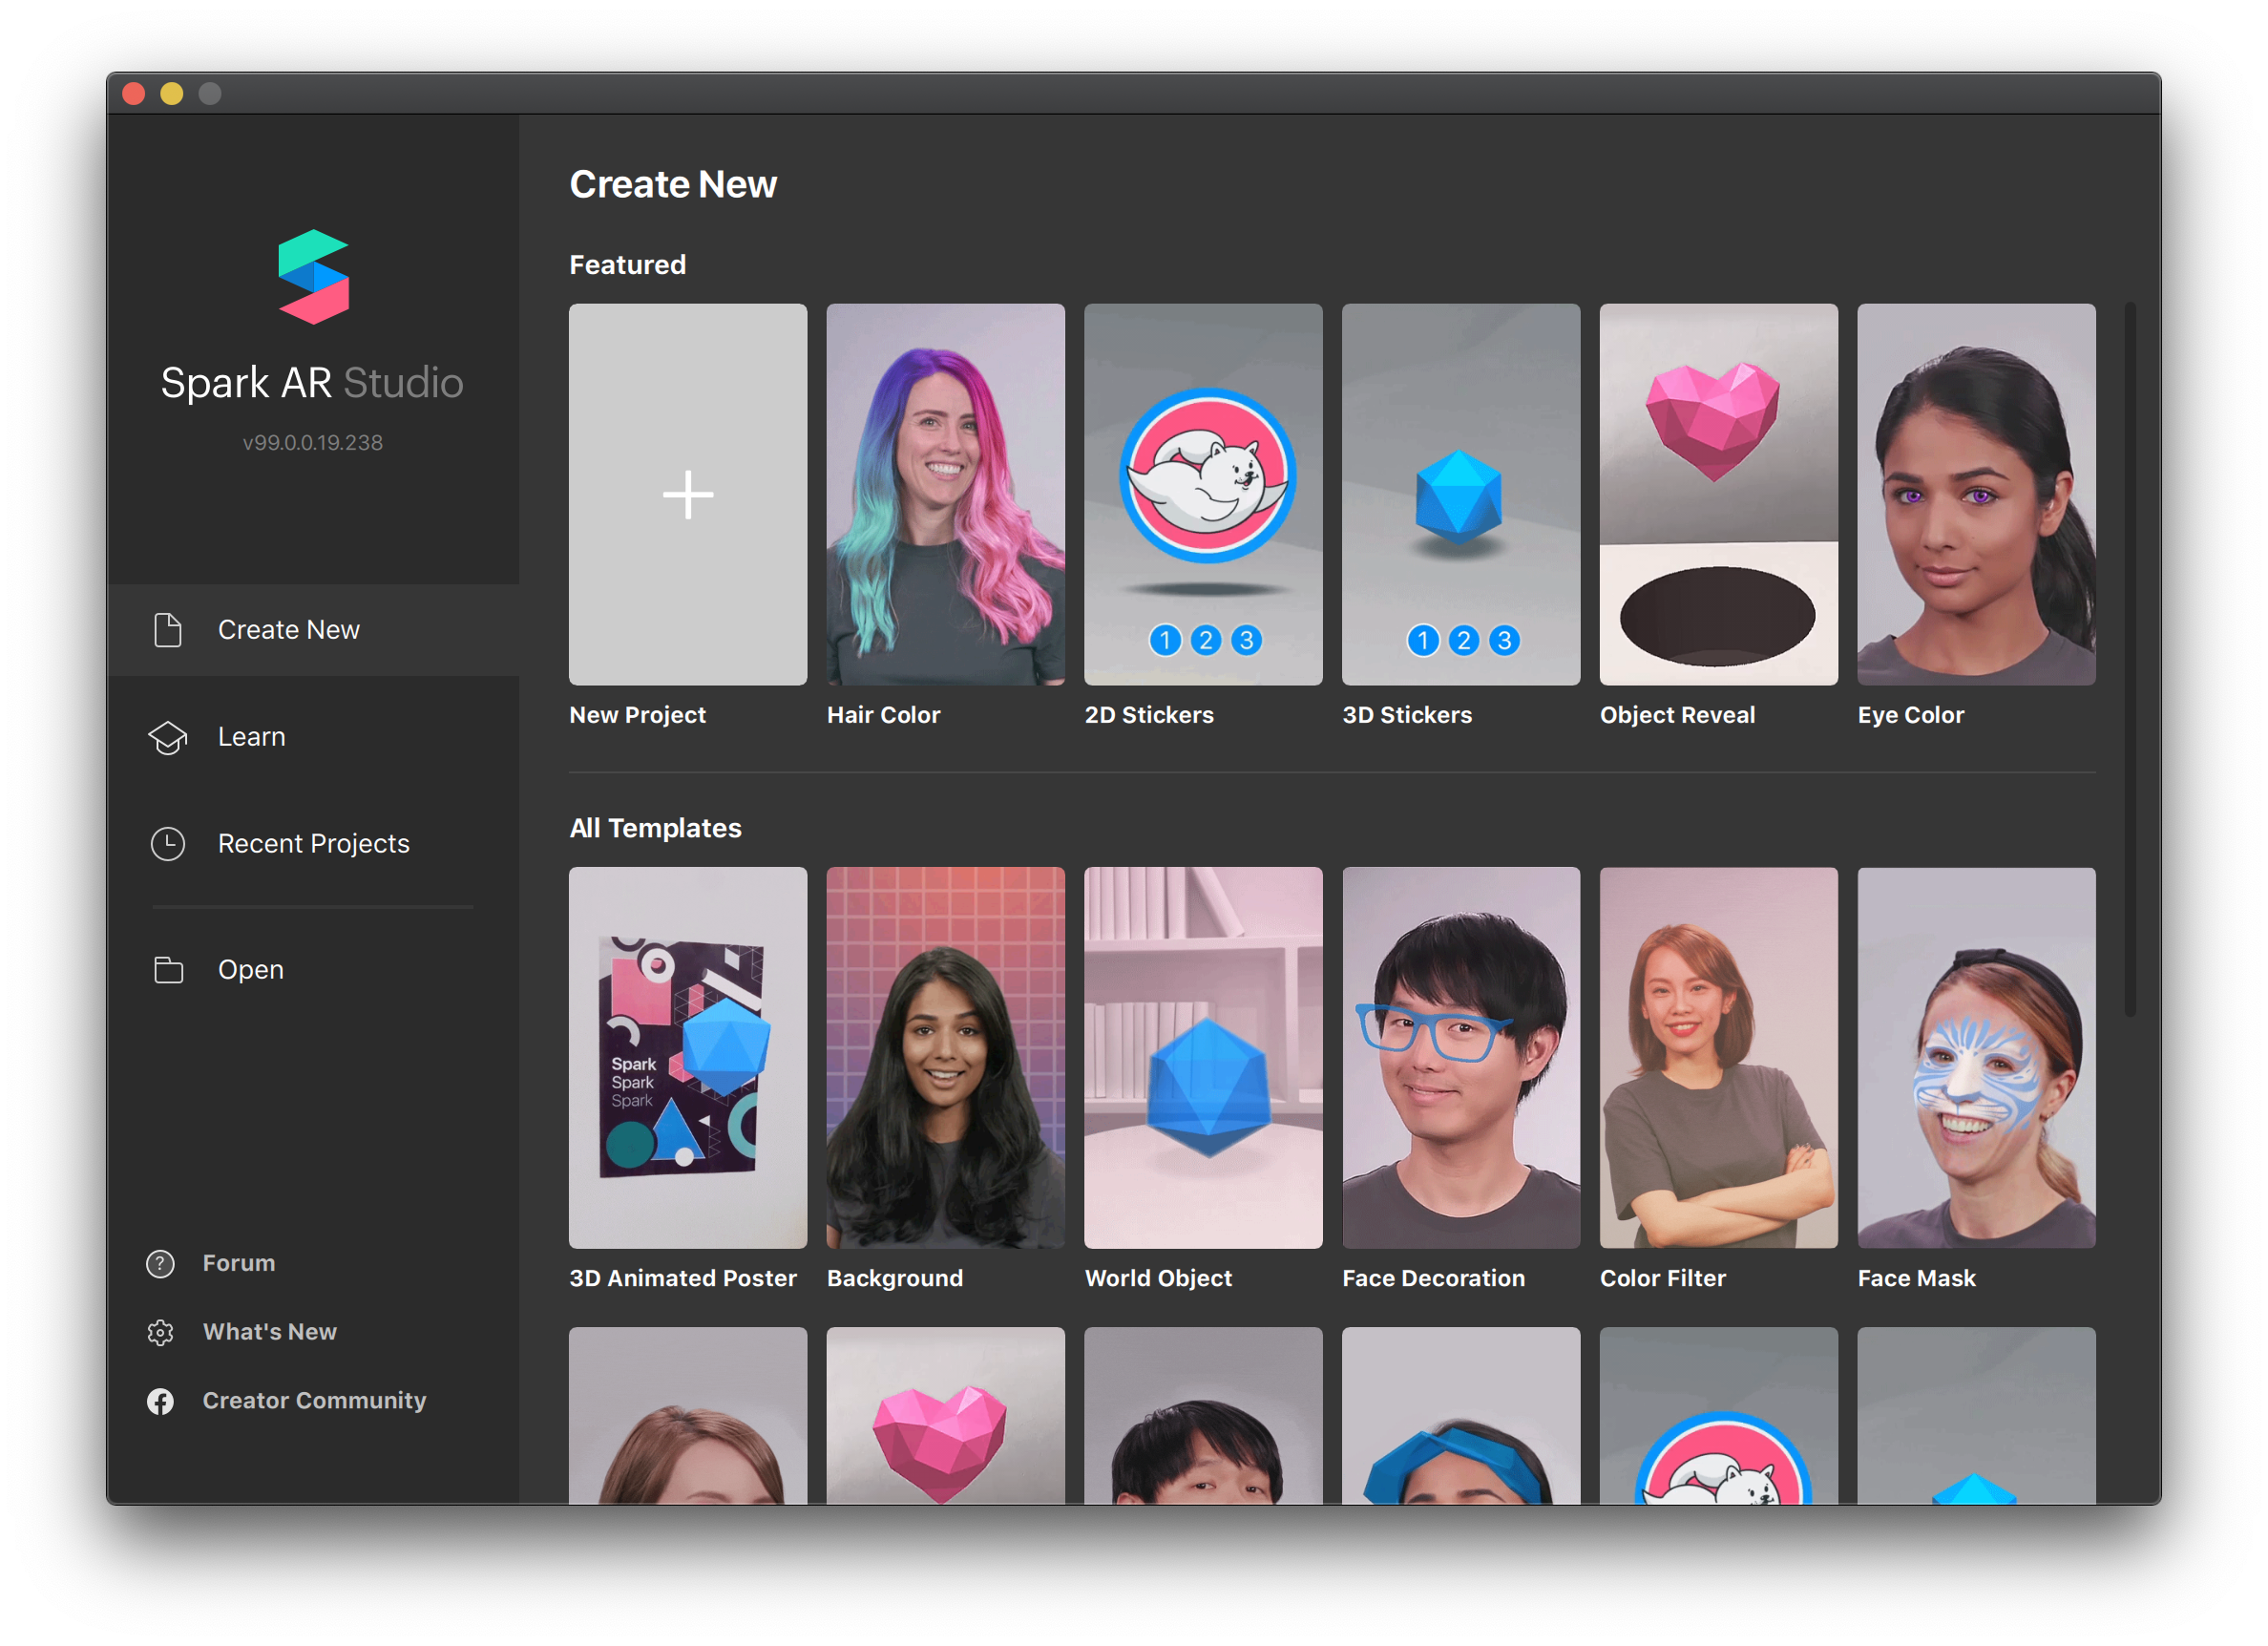 Spark AR Studio
v99.0.0.19.238
Create New
Learn
Recent Projects
Open
Forum
What's New
Creator Community
Create New
Featured
1 2 3
1 2 3
New Project
Hair Color
2D Stickers
3D Stickers
Object Reveal
Eye Color
All Templates
Spark
Spark
Spark
3D Animated Poster
Background
World Object
Face Decoration
Color Filter
Face Mask